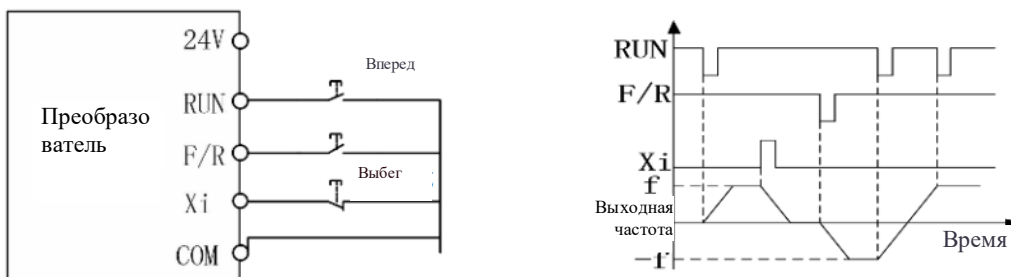 24V
Вперед
RUN
Преобразо
ватель
F/R
Выбег
Xi
COM
RUN
F/R
Xi
f
Выходная
частота
Время
-f